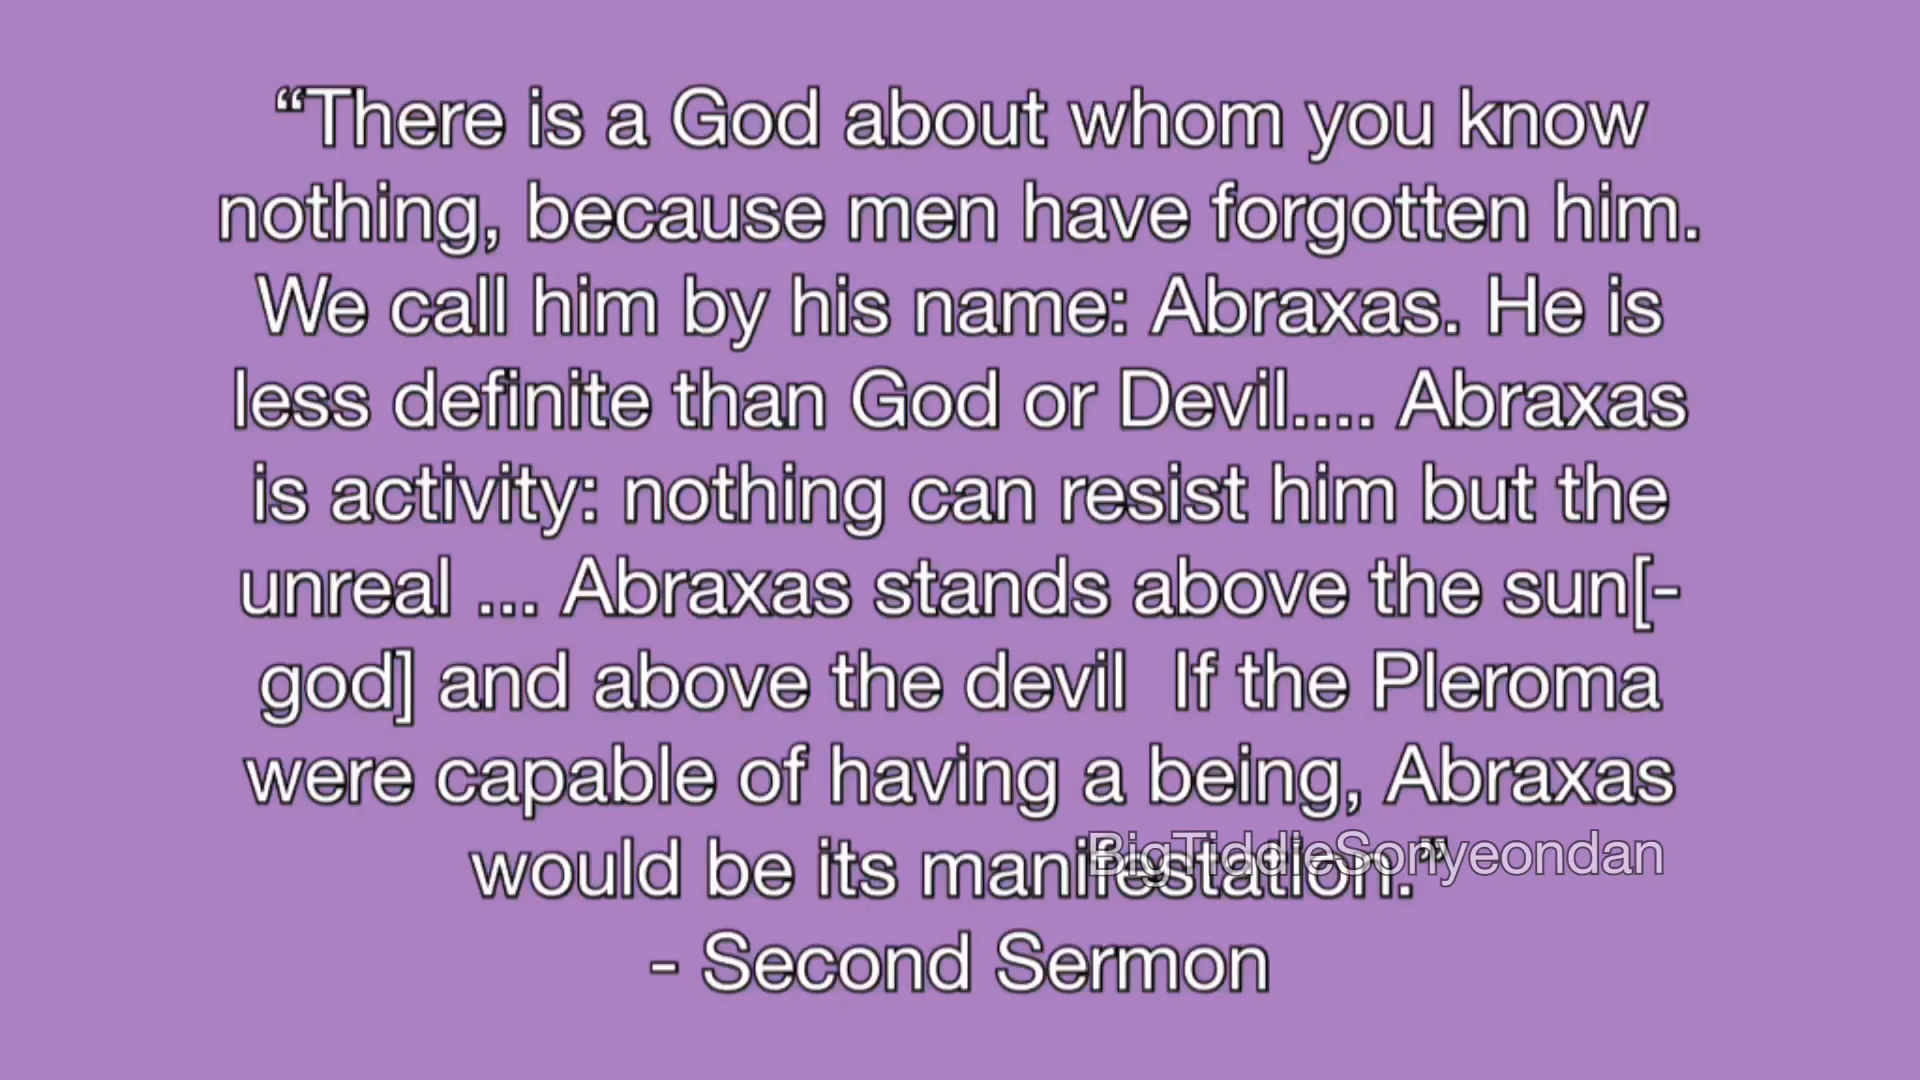 “There is a God about whom you know
nothing, because men have forgotten him.
We call him by his name: Abraxas. He is
less definite than God or Devil.... Abraxas
is activity: nothing can resist him but the
unreal ... Abraxas stands above the sun[-
god] and above the devil  If the Pleroma
were capable of having a being, Abraxas
would be its manifestation.”
BigTiddieSonyeondan
- Second Sermon